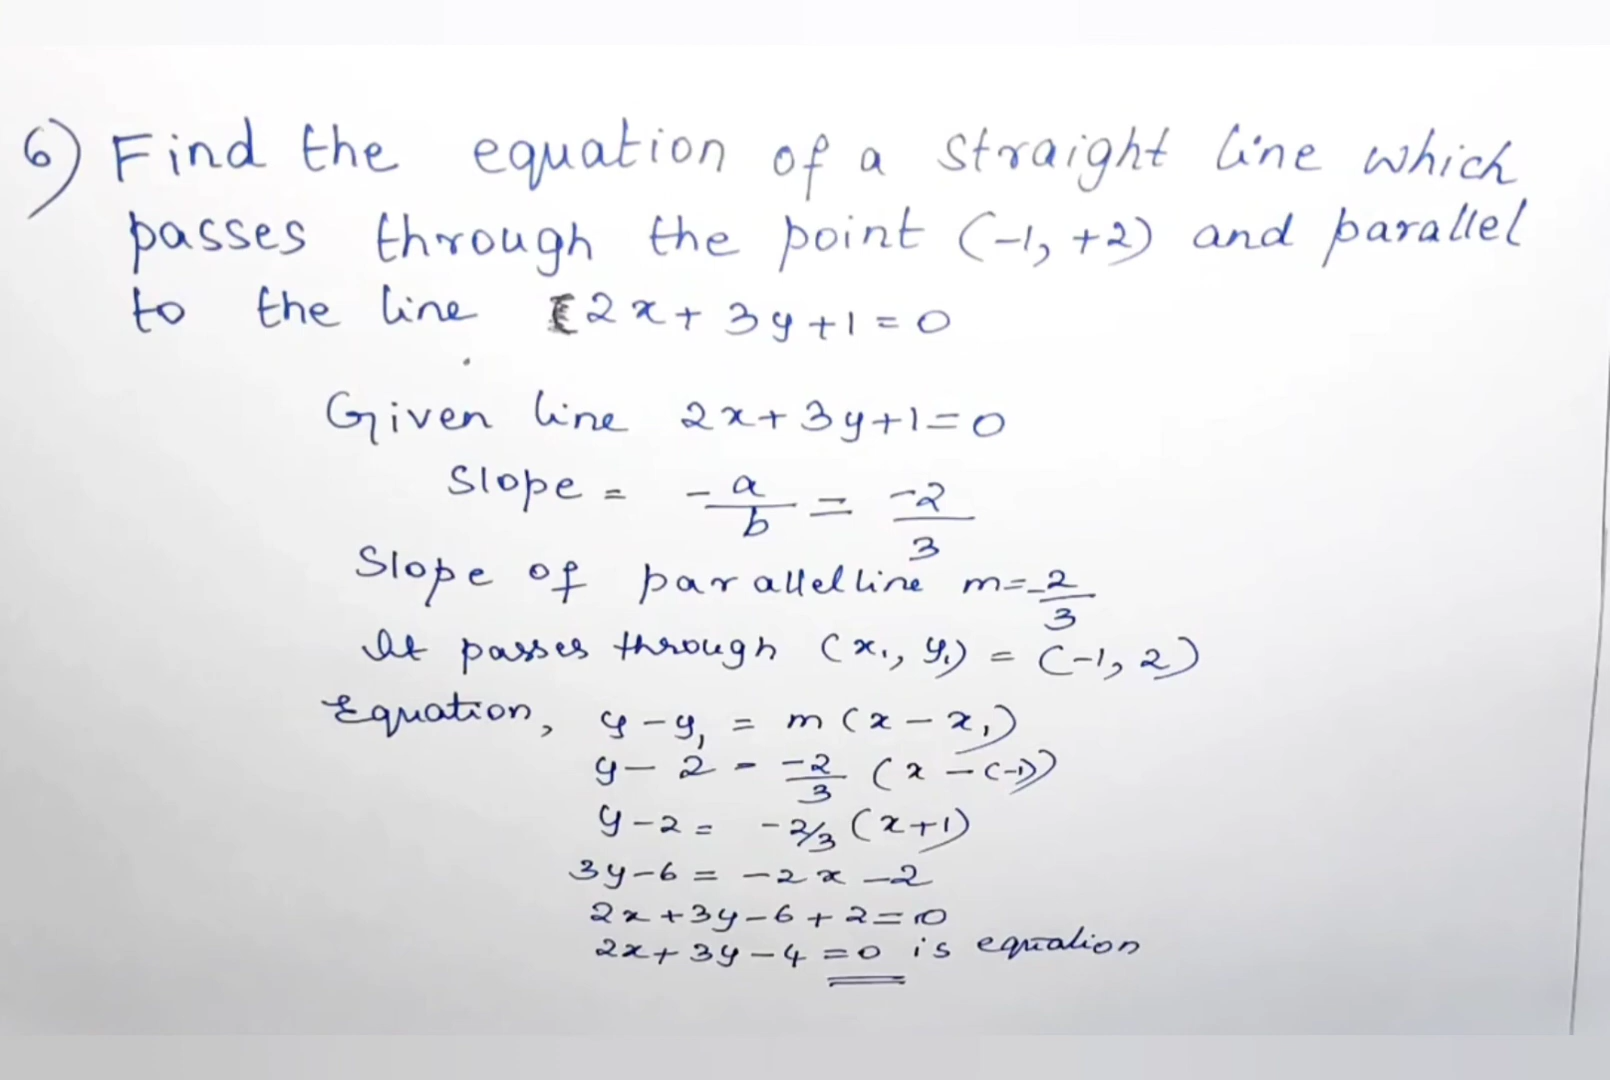 6) Find the equation of a straight line which
passes through the point (-1, +2) and parallel
to the line 2x + 3y + 1 = 0
Given line 2x + 3y + 1 = 0
Slope = -a/b = -2/3
Slope of parallel line m = -2/3
It passes through (x₁, y₁) = (-1, 2)
Equation, y - y₁ = m (x - x₁)
y - 2 = -2/3 (x - (-1))
y - 2 = -2/3 (x + 1)
3y - 6 = -2x - 2
2x + 3y - 6 + 2 = 0
2x + 3y - 4 = 0 is equation